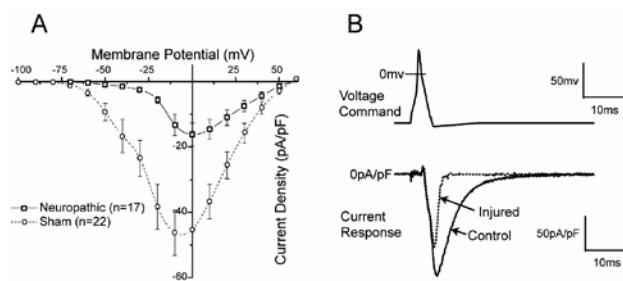 A
Membrane Potential (mV)
-100 -75 -50 -25 0 25 50
-20
-40
-60
Current Density (pA/pF)
Neuropathic (n=17)
Sham (n=22)
B
0mv
Voltage
Command
50mv
10ms
0pA/pF
Current
Response
Injured
Control
50pA/pF
10ms